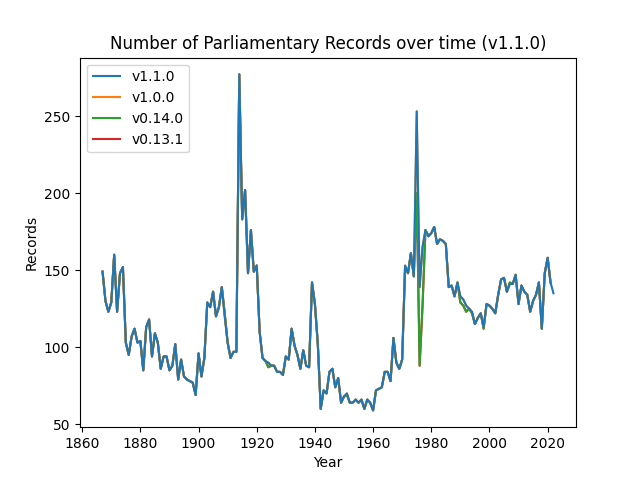 Number of Parliamentary Records over time (v1.1.0)
v1.1.0
v1.0.0
v0.14.0
v0.13.1
250
200
150
100
50
Records
1860 1880 1900 1920 1940 1960 1980 2000 2020
Year